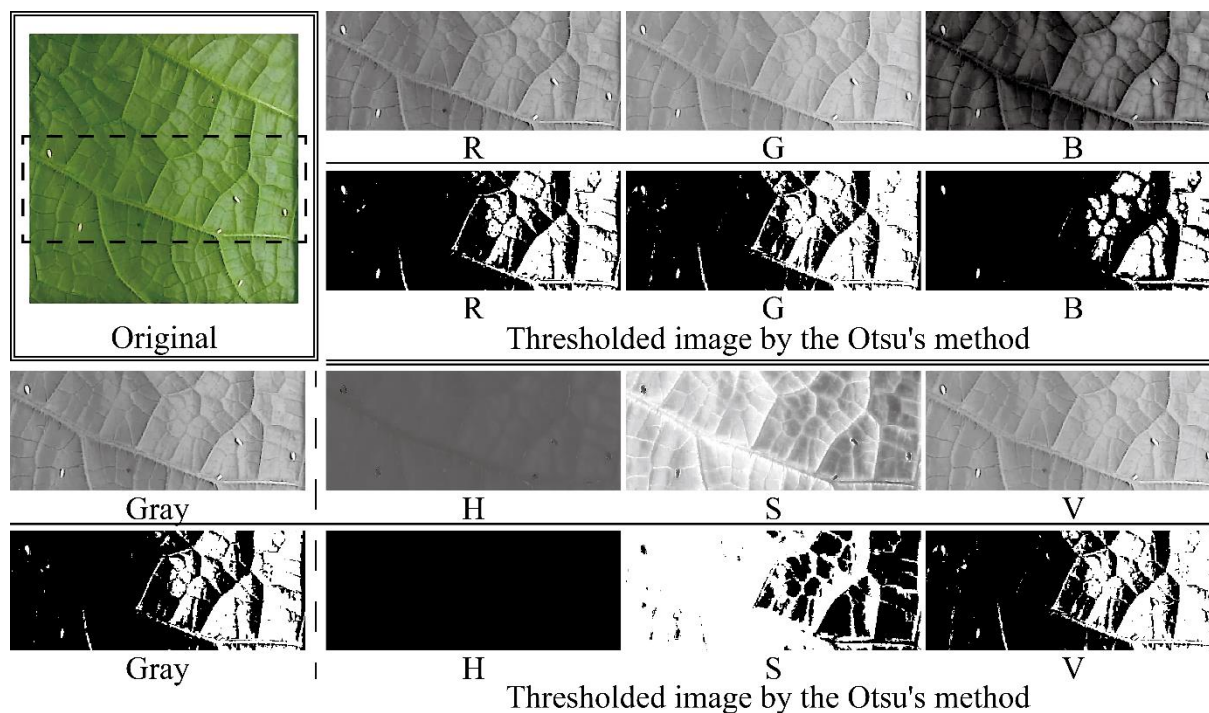 Original
R G B
R G B
Thresholded image by the Otsu's method
Gray H S V
Gray H S V
Thresholded image by the Otsu's method